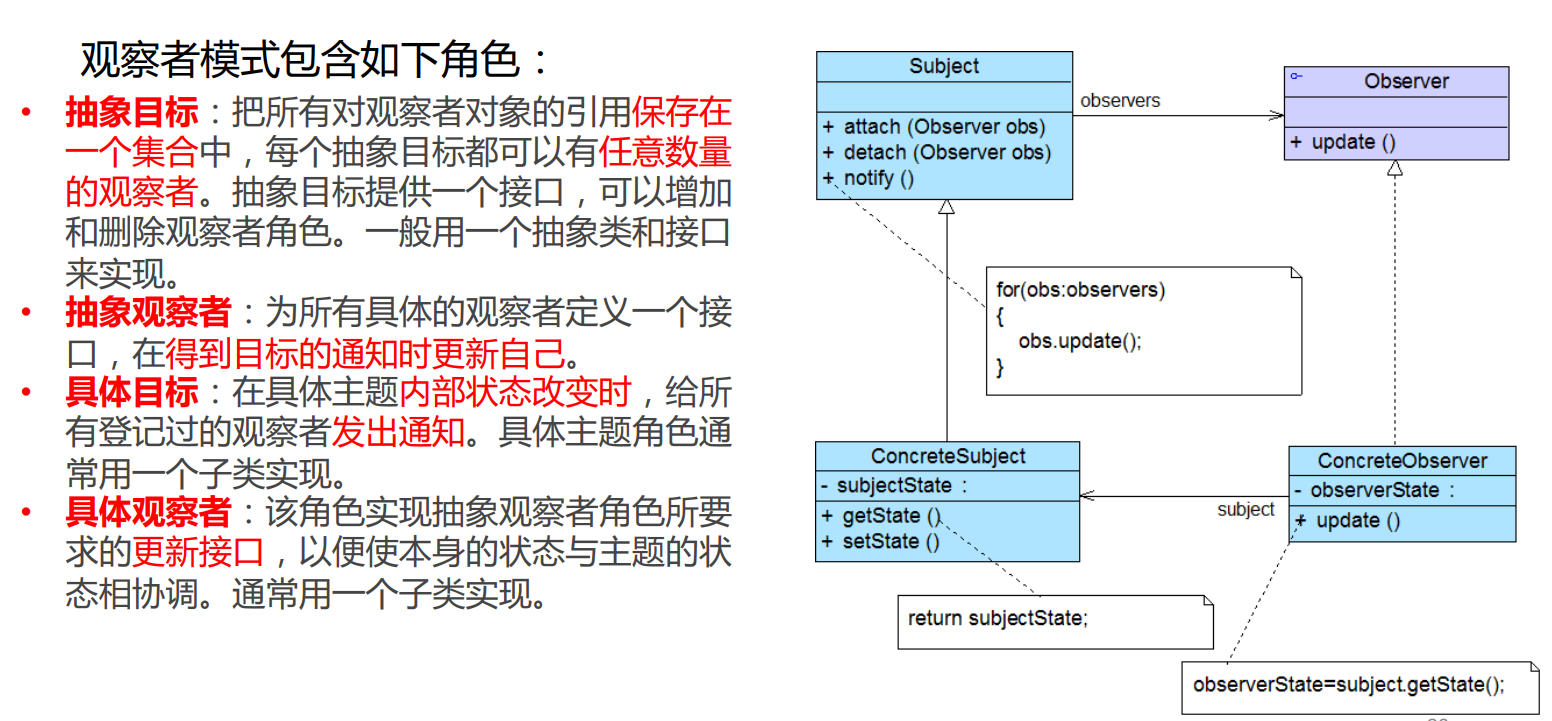 观察者模式包含如下角色：
• 抽象目标：把所有对观察者对象的引用保存在
一个集合中，每个抽象目标都可以有任意数量
的观察者。抽象目标提供一个接口，可以增加
和删除观察者角色。一般用一个抽象类和接口
来实现。
• 抽象观察者：为所有具体的观察者定义一个接
口，在得到目标的通知时更新自己。
• 具体目标：在具体主题内部状态改变时，给所
有登记过的观察者发出通知。具体主题角色通
常用一个子类实现。
• 具体观察者：该角色实现抽象观察者角色所要
求的更新接口，以便使本身的状态与主题的状
态相协调。通常用一个子类实现。
Subject
+ attach (Observer obs)
+ detach (Observer obs)
+ notify ()
observers
Observer
+ update ()
for(obs:observers)
{
obs.update();
}
ConcreteSubject
- subjectState :
+ getState ()
+ setState ()
subject
ConcreteObserver
- observerState :
+ update ()
return subjectState;
observerState=subject.getState();